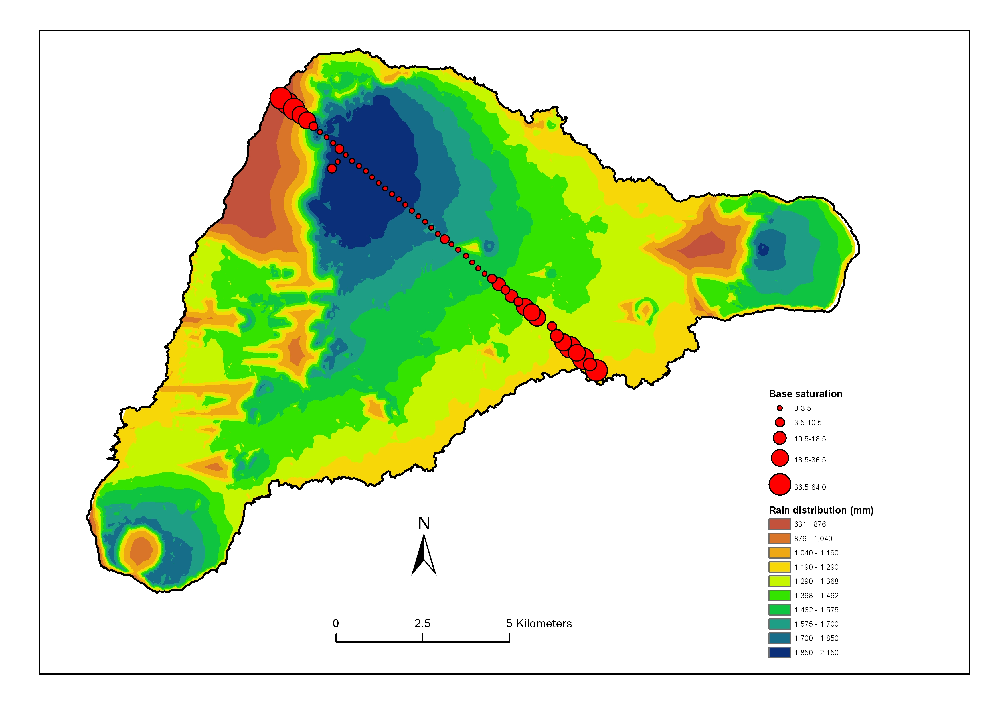 Base saturation
0-3.5
3.5-10.5
10.5-18.5
18.5-36.5
36.5-64.0
Rain distribution (mm)
631 - 876
876 - 1,040
1,040 - 1,190
1,190 - 1,290
1,290 - 1,368
1,368 - 1,462
1,462 - 1,575
1,575 - 1,700
1,700 - 1,850
1,850 - 2,150
N
0 2.5 5 Kilometers